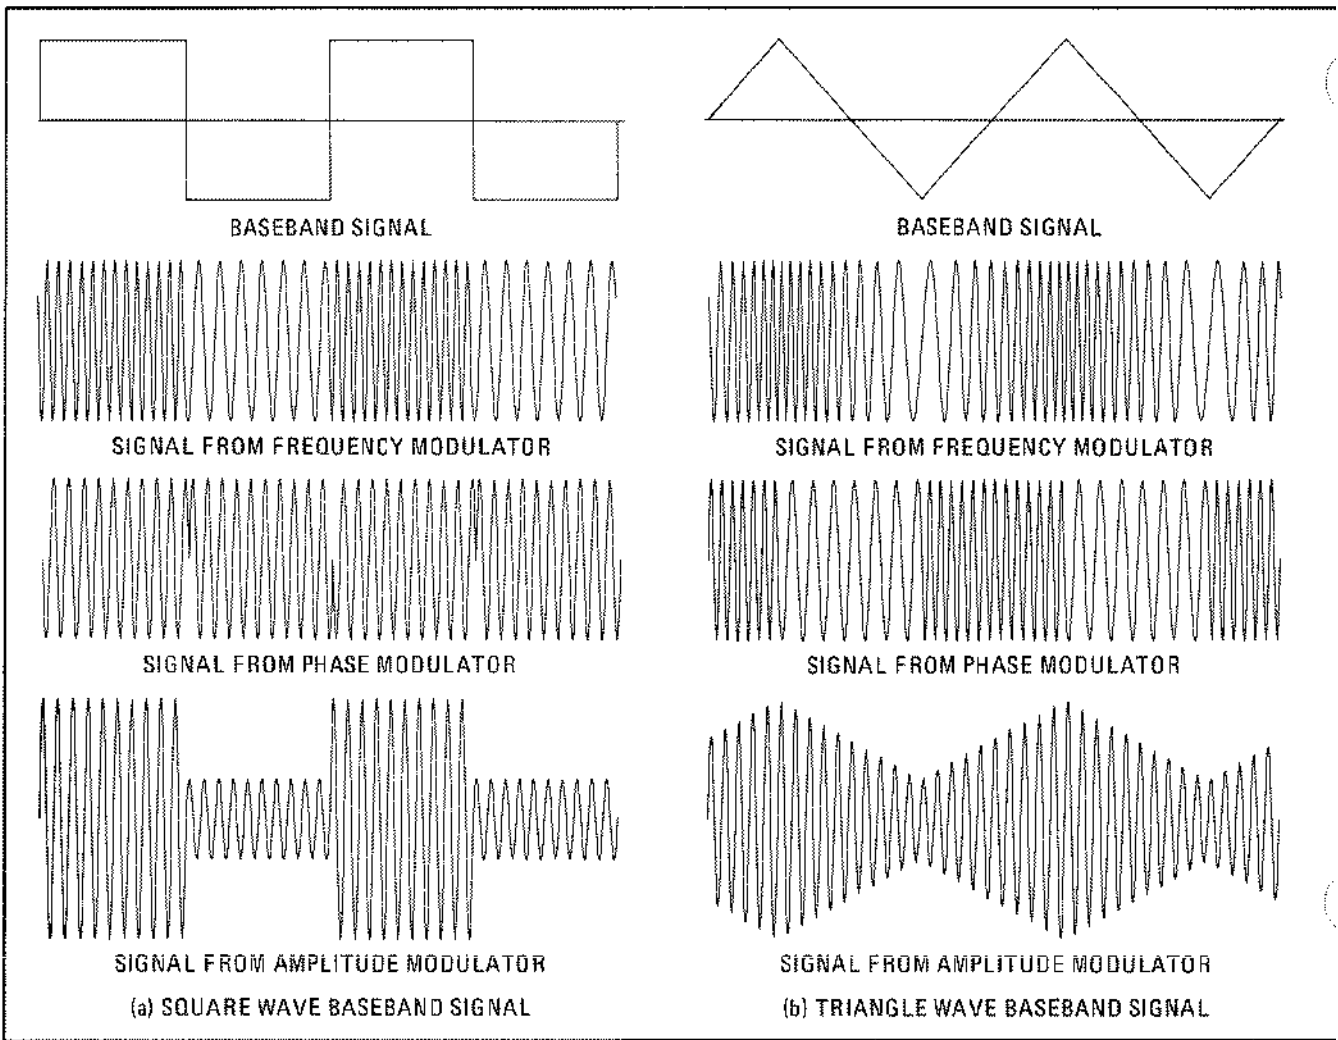 BASEBAND SIGNAL
SIGNAL FROM FREQUENCY MODULATOR
SIGNAL FROM PHASE MODULATOR
SIGNAL FROM AMPLITUDE MODULATOR
(a) SQUARE WAVE BASEBAND SIGNAL
BASEBAND SIGNAL
SIGNAL FROM FREQUENCY MODULATOR
SIGNAL FROM PHASE MODULATOR
SIGNAL FROM AMPLITUDE MODULATOR
(b) TRIANGLE WAVE BASEBAND SIGNAL